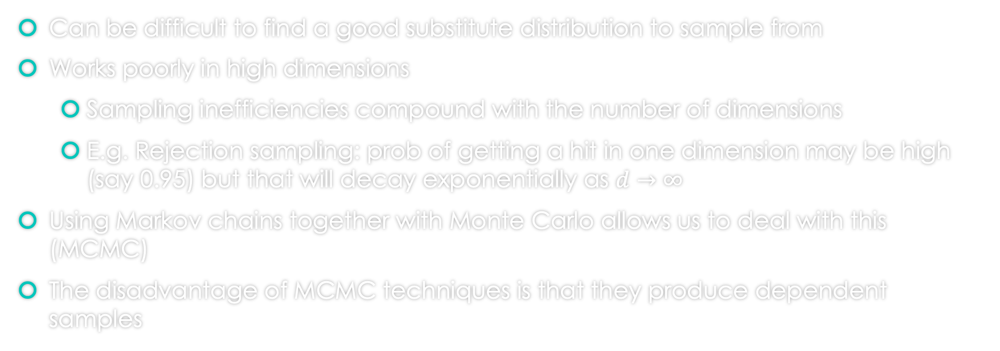 Can be difficult to find a good substitute distribution to sample from
Works poorly in high dimensions
Sampling inefficiencies compound with the number of dimensions
E.g. Rejection sampling: prob of getting a hit in one dimension may be high
(say 0.95) but that will decay exponentially as 𝑑 → ∞
Using Markov chains together with Monte Carlo allows us to deal with this
(MCMC)
The disadvantage of MCMC techniques is that they produce dependent
samples